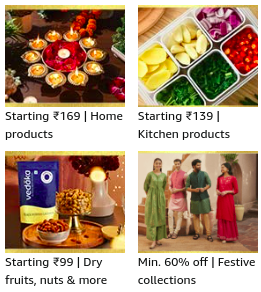 Starting ₹169 | Home
products
Starting ₹139 |
Kitchen products
vedaka
Starting ₹99 | Dry
fruits, nuts & more
Min. 60% off | Festive
collections